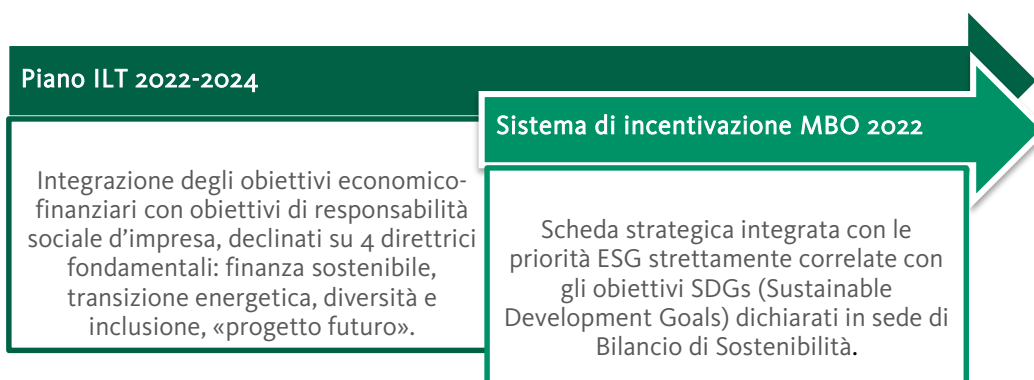 Piano ILT 2022-2024
Integrazione degli obiettivi economico-
finanziari con obiettivi di responsabilità
sociale d’impresa, declinati su 4 direttrici
fondamentali: finanza sostenibile,
transizione energetica, diversità e
inclusione, «progetto futuro».
Sistema di incentivazione MBO 2022
Scheda strategica integrata con le
priorità ESG strettamente correlate con
gli obiettivi SDGs (Sustainable
Development Goals) dichiarati in sede di
Bilancio di Sostenibilità.